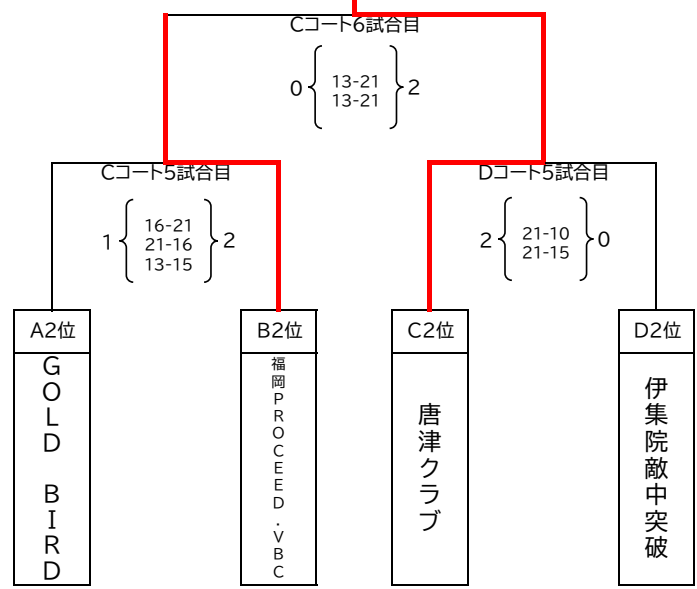 Cコート6試合目
0
13-21
13-21
2
Cコート5試合目
1
16-21
21-16
13-15
2
Dコート5試合目
2
21-10
21-15
0
A2位
GOLD BIRD
B2位
福岡PROCEED.VBC
C2位
唐津クラブ
D2位
伊集院敵中突破